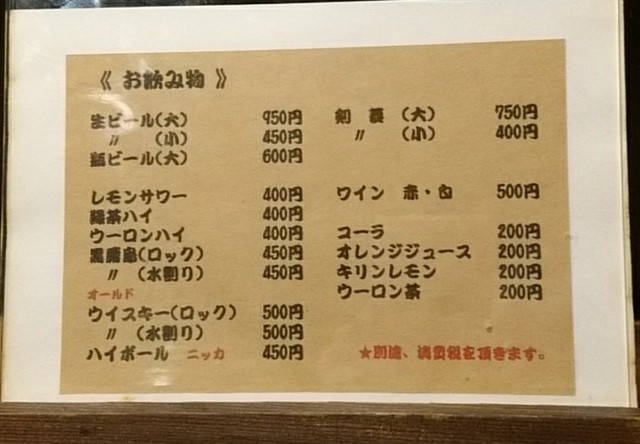 《 お飲み物 》
生ビール(大) 950円
〃 (小) 450円
瓶ビール(大) 600円
レモンサワー 400円
緑茶ハイ 400円
ウーロンハイ 400円
黒霧島(ロック) 450円
〃 (水割り) 450円
オールド
ウイスキー(ロック) 500円
〃 (水割り) 500円
ハイボール ニッカ 450円
剣菱 (大) 750円
〃 (小) 400円
ワイン 赤・白 500円
コーラ 200円
オレンジジュース 200円
キリンレモン 200円
ウーロン茶 200円
★別途、消費税を頂きます。